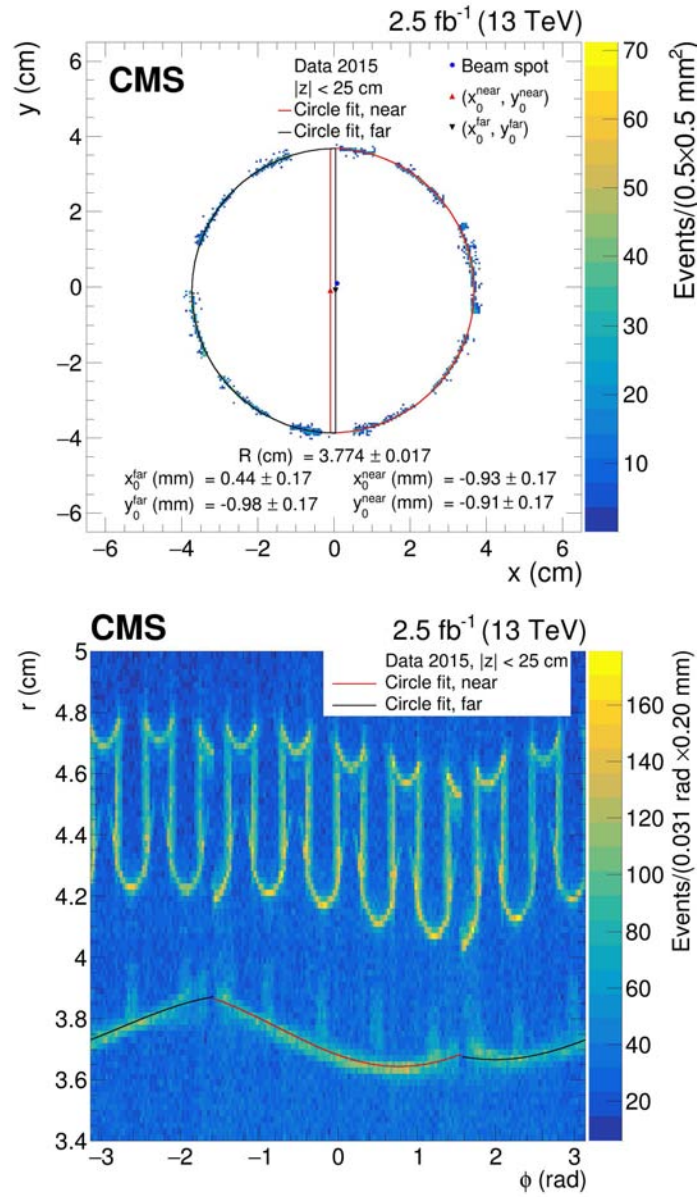 2.5 fb⁻¹ (13 TeV)
y (cm)
CMS
Data 2015
|z| < 25 cm
Circle fit, near
Circle fit, far
Beam spot
(x₀ⁿᵉᵃʳ, y₀ⁿᵉᵃʳ)
(x₀ᶠᵃʳ, y₀ᶠᵃʳ)
6
4
2
0
−2
−4
−6
R (cm) = 3.774 ± 0.017
x₀ᶠᵃʳ (mm) = 0.44 ± 0.17 x₀ⁿᵉᵃʳ (mm) = -0.93 ± 0.17
y₀ᶠᵃʳ (mm) = -0.98 ± 0.17 y₀ⁿᵉᵃʳ (mm) = -0.91 ± 0.17
−6 −4 −2 0 2 4 6
x (cm)
70
60
50
40
30
20
10
Events/(0.5×0.5 mm²)
CMS 2.5 fb⁻¹ (13 TeV)
r (cm)
Data 2015, |z| < 25 cm
Circle fit, near
Circle fit, far
5
4.8
4.6
4.4
4.2
4
3.8
3.6
3.4
−3 −2 −1 0 1 2 3
ϕ (rad)
160
140
120
100
80
60
40
20
Events/(0.031 rad ×0.20 mm)